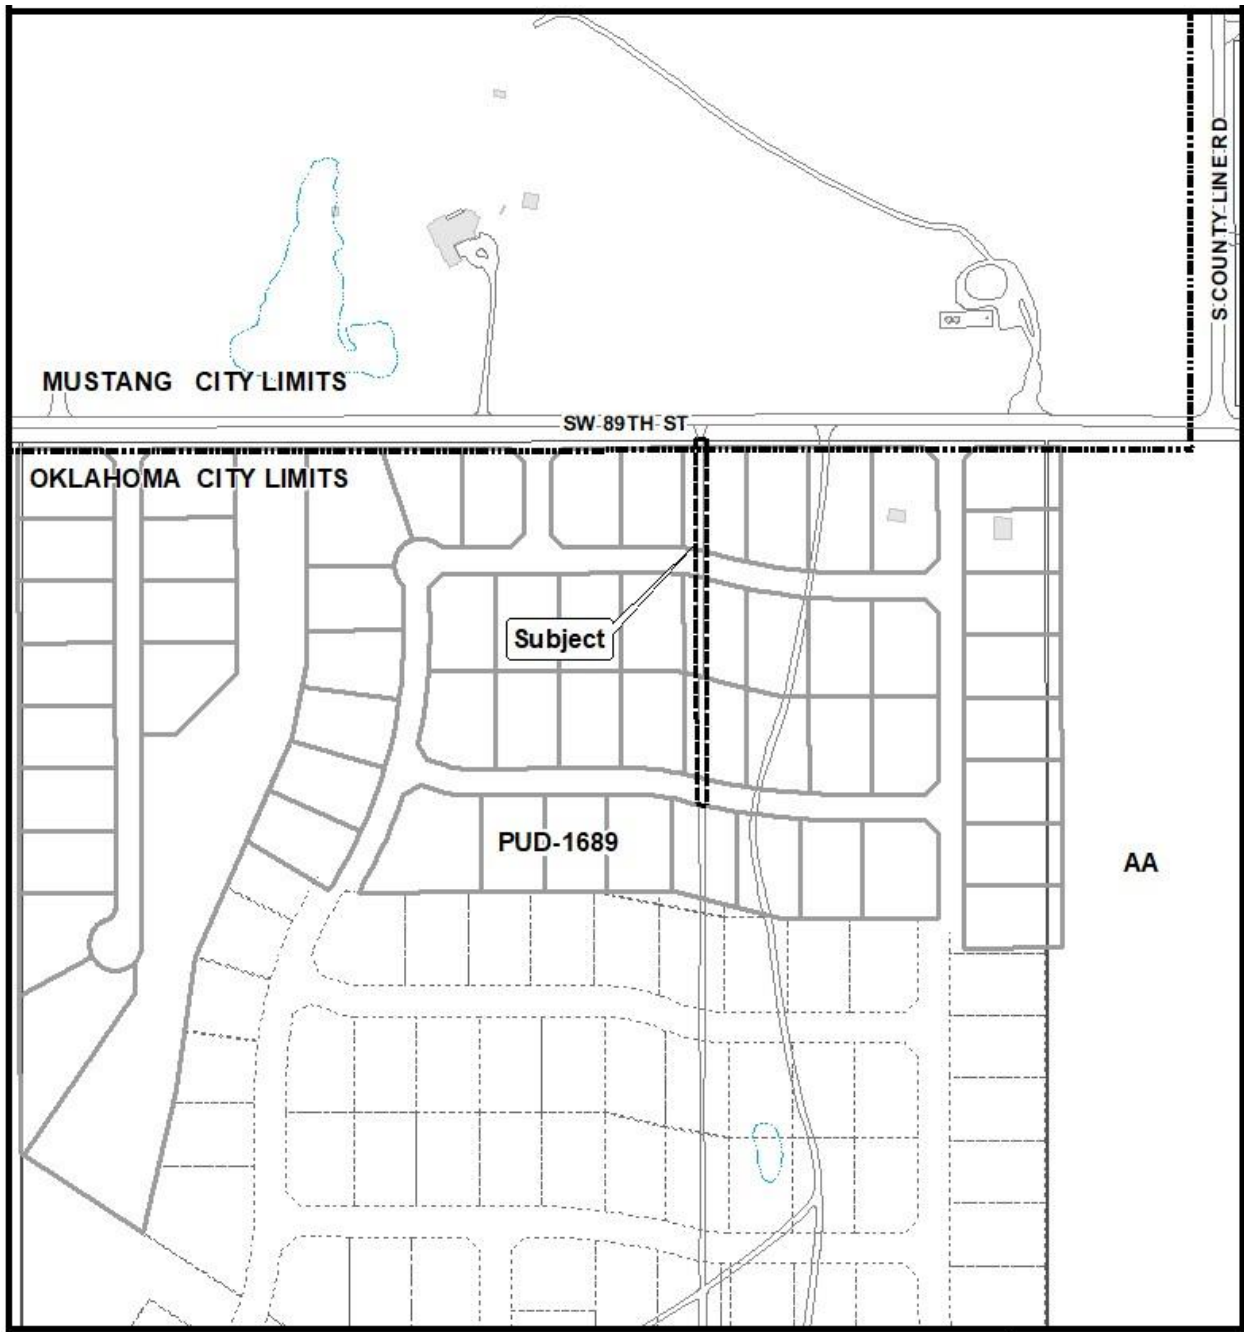 S COUNTY LINE RD
MUSTANG CITY LIMITS
SW 89TH ST
OKLAHOMA CITY LIMITS
Subject
PUD-1689
AA